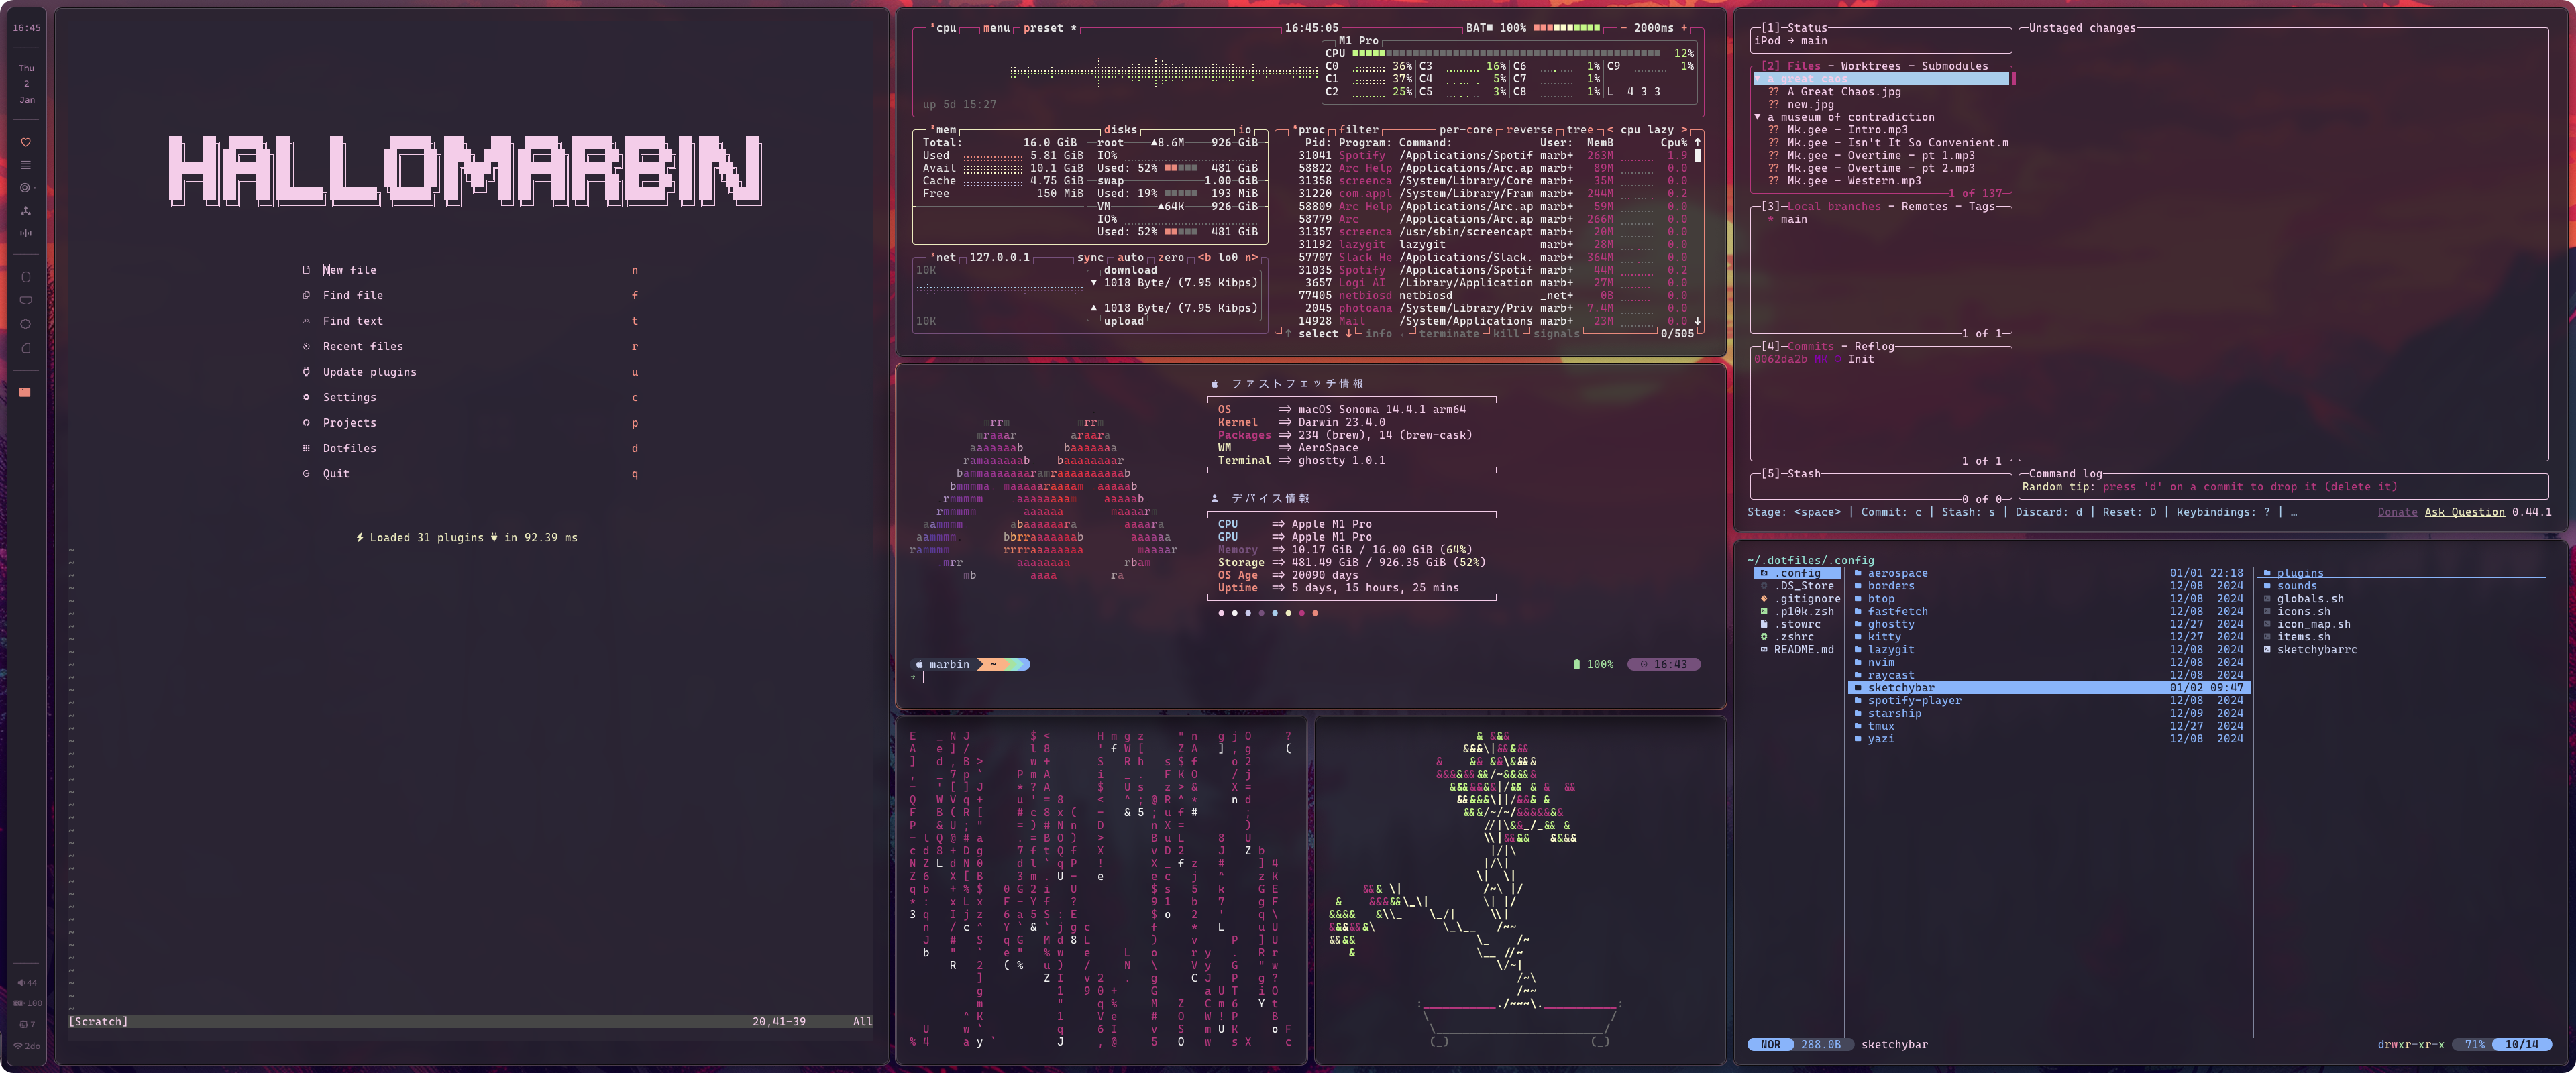 16:45
Thu
2
Jan
44
100
7
2do
HALLOMARBIN
New file n
Find file f
Find text t
Recent files r
Update plugins u
Settings c
Projects p
Dotfiles d
Quit q
Loaded 31 plugins in 92.39 ms
[Scratch] 20,41-39 All
¹cpu menu preset * 16:45:05 BAT■ 100% - 2000ms +
M1 Pro
CPU 12%
C0 36% C3 16% C6 1% C9 1%
C1 37% C4 5% C7 1%
C2 25% C5 3% C8 1% L 4 3 3
up 5d 15:27
²mem disks io
Total: 16.0 GiB
Used 5.81 GiB
Avail 10.1 GiB
Cache 4.75 GiB
Free 150 MiB
root ▲8.6M 926 GiB
IO%
Used: 52% 481 GiB
swap 1.00 GiB
Used: 19% 193 MiB
VM ▲64K 926 GiB
IO%
Used: 52% 481 GiB
³net 127.0.0.1 sync auto zero <b lo0 n>
10K
download
▼ 1018 Byte/ (7.95 Kibps)
▲ 1018 Byte/ (7.95 Kibps)
upload
10K
⁴proc filter per-core reverse tree < cpu lazy >
Pid: Program: Command: User: MemB Cpu% ↑
31041 Spotify /Applications/Spotif marb+ 263M 1.9
58822 Arc Help /Applications/Arc.ap marb+ 89M 0.0
31358 screenca /System/Library/Core marb+ 35M 0.0
31220 com.appl /System/Library/Fram marb+ 244M 0.2
58809 Arc Help /Applications/Arc.ap marb+ 59M 0.0
58779 Arc /Applications/Arc.ap marb+ 266M 0.0
31357 screenca /usr/sbin/screencapt marb+ 20M 0.0
31192 lazygit lazygit marb+ 28M 0.0
57707 Slack He /Applications/Slack. marb+ 364M 0.0
31035 Spotify /Applications/Spotif marb+ 44M 0.2
3657 Logi AI /Library/Application marb+ 27M 0.0
77405 netbiosd netbiosd _net+ 0B 0.0
2045 photoana /System/Library/Priv marb+ 7.4M 0.0
14928 Mail /System/Applications marb+ 23M 0.0 ↓
↑ select ↓ info terminate kill signals 0/505
ファストフェッチ情報
OS => macOS Sonoma 14.4.1 arm64
Kernel => Darwin 23.4.0
Packages => 234 (brew), 14 (brew-cask)
WM => AeroSpace
Terminal => ghostty 1.0.1
デバイス情報
CPU => Apple M1 Pro
GPU => Apple M1 Pro
Memory => 10.17 GiB / 16.00 GiB (64%)
Storage => 481.49 GiB / 926.35 GiB (52%)
OS Age => 20090 days
Uptime => 5 days, 15 hours, 25 mins
marbin ~ 100% 16:43
[1]-Status
iPod → main
[2]-Files - Worktrees - Submodules
▼ a great caos
?? A Great Chaos.jpg
?? new.jpg
▼ a museum of contradiction
?? Mk.gee - Intro.mp3
?? Mk.gee - Isn't It So Convenient.m
?? Mk.gee - Overtime - pt 1.mp3
?? Mk.gee - Overtime - pt 2.mp3
?? Mk.gee - Western.mp3
1 of 137
[3]-Local branches - Remotes - Tags
* main
1 of 1
[4]-Commits - Reflog
0062da2b Init
1 of 1
[5]-Stash
0 of 0
Unstaged changes
Command log
Random tip: press 'd' on a commit to drop it (delete it)
Stage: <space> | Commit: c | Stash: s | Discard: d | Reset: D | Keybindings: ? | …
Donate Ask Question 0.44.1
~/.dotfiles/.config
.config
.DS_Store
.gitignore
.p10k.zsh
.stowrc
.zshrc
README.md
aerospace 01/01 22:18
borders 12/08 2024
btop 12/08 2024
fastfetch 12/08 2024
ghostty 12/27 2024
kitty 12/27 2024
lazygit 12/08 2024
nvim 12/08 2024
raycast 12/08 2024
sketchybar 01/02 09:47
spotify-player 12/08 2024
starship 12/09 2024
tmux 12/27 2024
yazi 12/08 2024
plugins
sounds
globals.sh
icons.sh
icon_map.sh
items.sh
sketchybarrc
NOR 288.0B sketchybar
drwxr-xr-x 71% 10/14